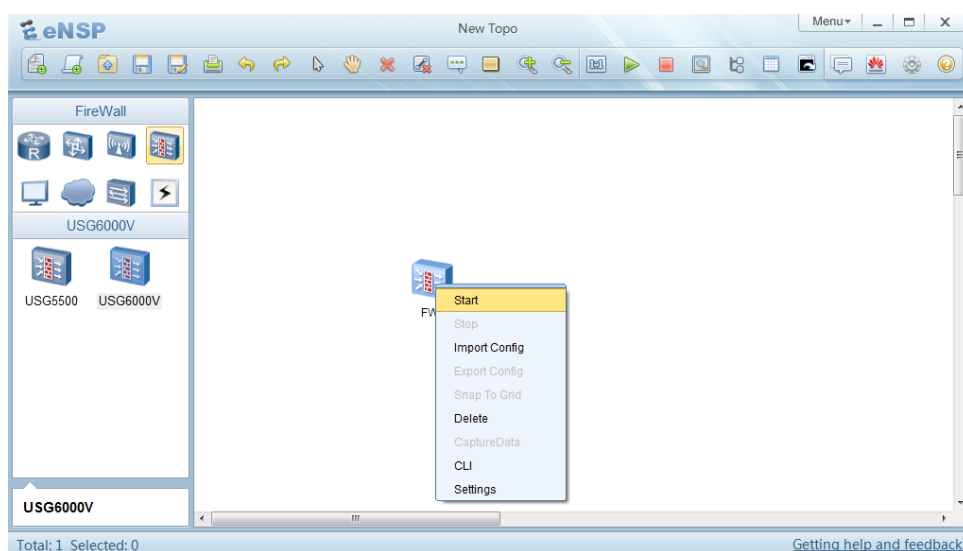 eNSP
New Topo
Menu
FireWall
R
USG6000V
USG5500
USG6000V
FW
Start
Stop
Import Config
Export Config
Snap To Grid
Delete
CaptureData
CLI
Settings
USG6000V
Total: 1 Selected: 0
Getting help and feedback